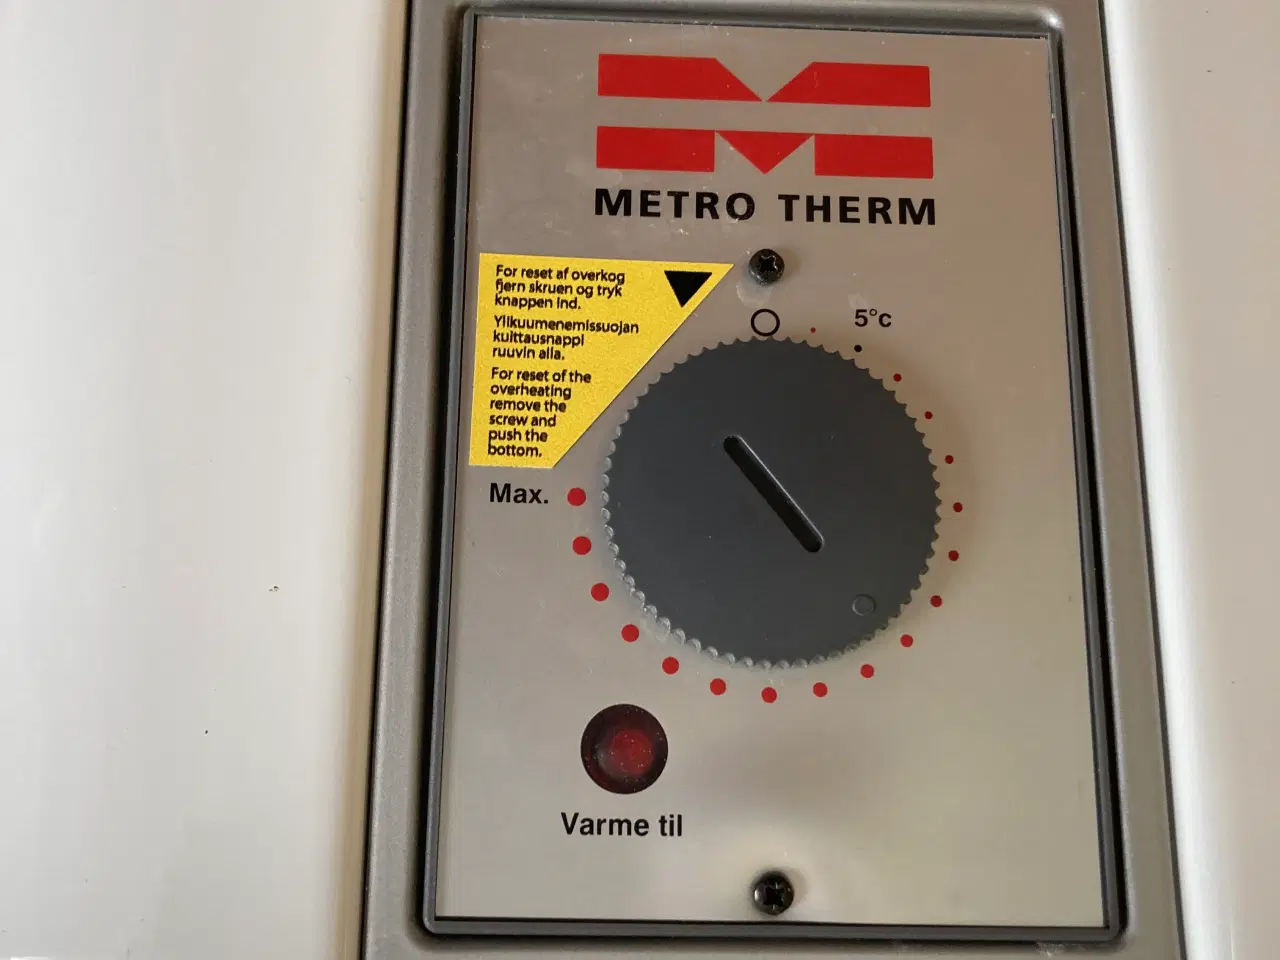 METRO THERM
For reset af overkog
fjern skruen og tryk
knappen ind.
Ylikuumenemissuojan
kuittausnappi
ruuvin alla.
For reset of the
overheating
remove the
screw and
push the
bottom.
5°c
Max.
Varme til